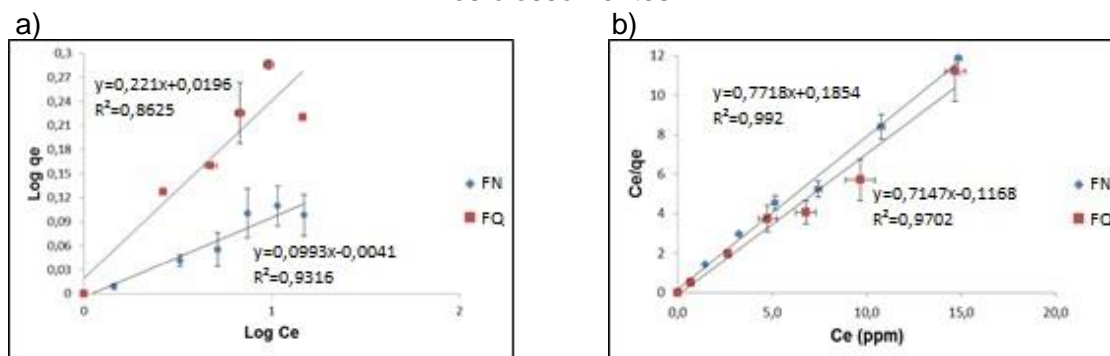 a)
b)
0,3
0,27
0,24
0,21
0,18
0,15
0,12
0,09
0,06
0,03
0
Log qe
y=0,221x+0,0196
R²=0,8625
y=0,0993x-0,0041
R²=0,9316
0
1
2
Log Ce
FN
FQ
12
10
8
6
4
2
0
Ce/qe
y=0,7718x+0,1854
R²=0,992
y=0,7147x-0,1168
R²=0,9702
0,0
5,0
10,0
15,0
20,0
Ce (ppm)
FN
FQ